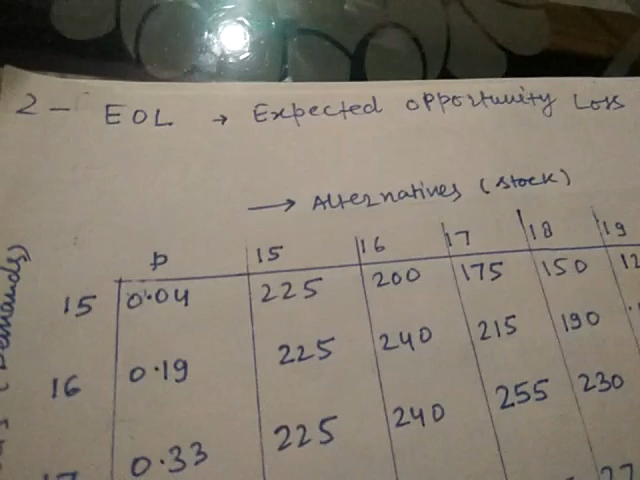 2 - EOL → Expected opportunity Loss
→ Alternatives (stock)
p 15 16 17 18 19
15 0.04 225 200 175 150 12
16 0.19 225 240 215 190
0.33 225 240 255 230